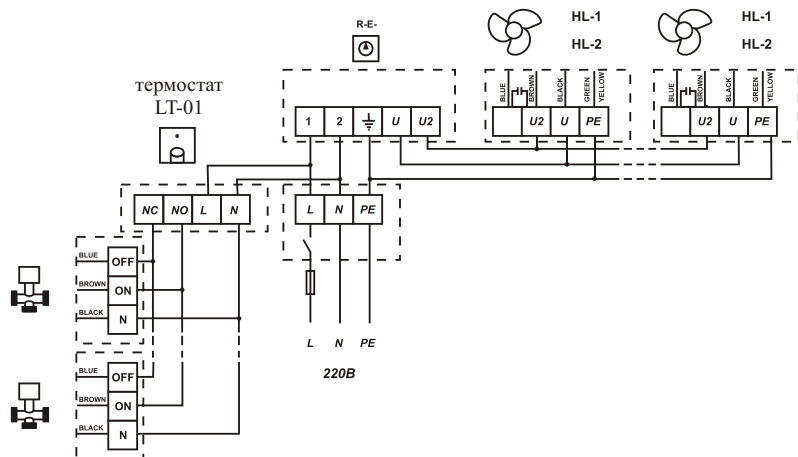 R-E-
HL-1
HL-2
HL-1
HL-2
термостат
LT-01
BLUE
BROWN
BLACK
GREEN
YELLOW
BLUE
BROWN
BLACK
GREEN
YELLOW
1 2 U U2
U2 U PE
U2 U PE
NC NO L N
L N PE
BLUE OFF
BROWN ON
BLACK N
L N PE
220В
BLUE OFF
BROWN ON
BLACK N